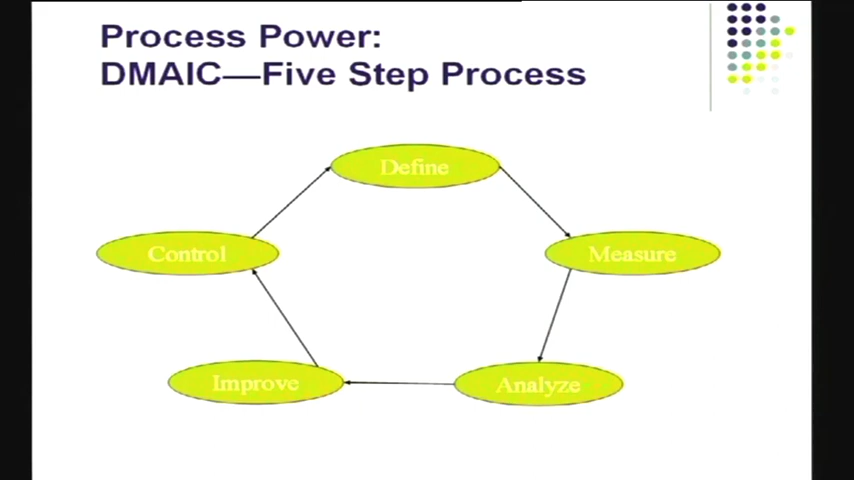 Process Power:
DMAIC—Five Step Process
Define
Control
Measure
Improve
Analyze